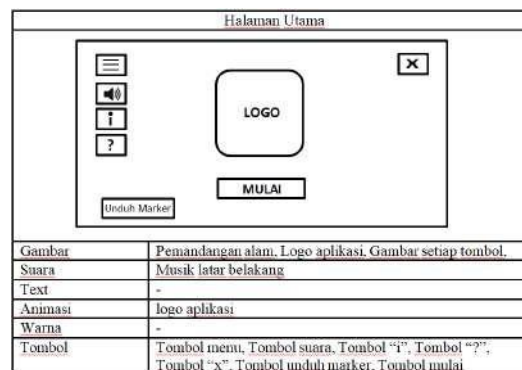 Halaman Utama
LOGO
i
?
MULAI
Unduh Marker
Gambar Pemandangan alam, Logo aplikasi, Gambar setiap tombol,
Suara Musik latar belakang
Text -
Animasi logo aplikasi
Warna -
Tombol Tombol menu, Tombol suara, Tombol “i”, Tombol “?”,
Tombol “x”, Tombol unduh marker, Tombol mulai